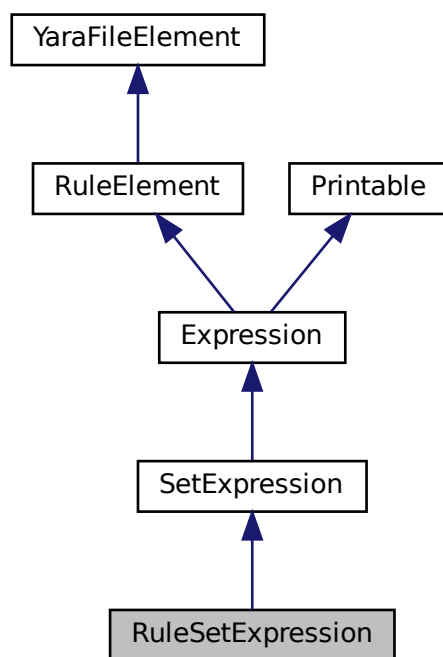 YaraFileElement
RuleElement
Printable
Expression
SetExpression
RuleSetExpression